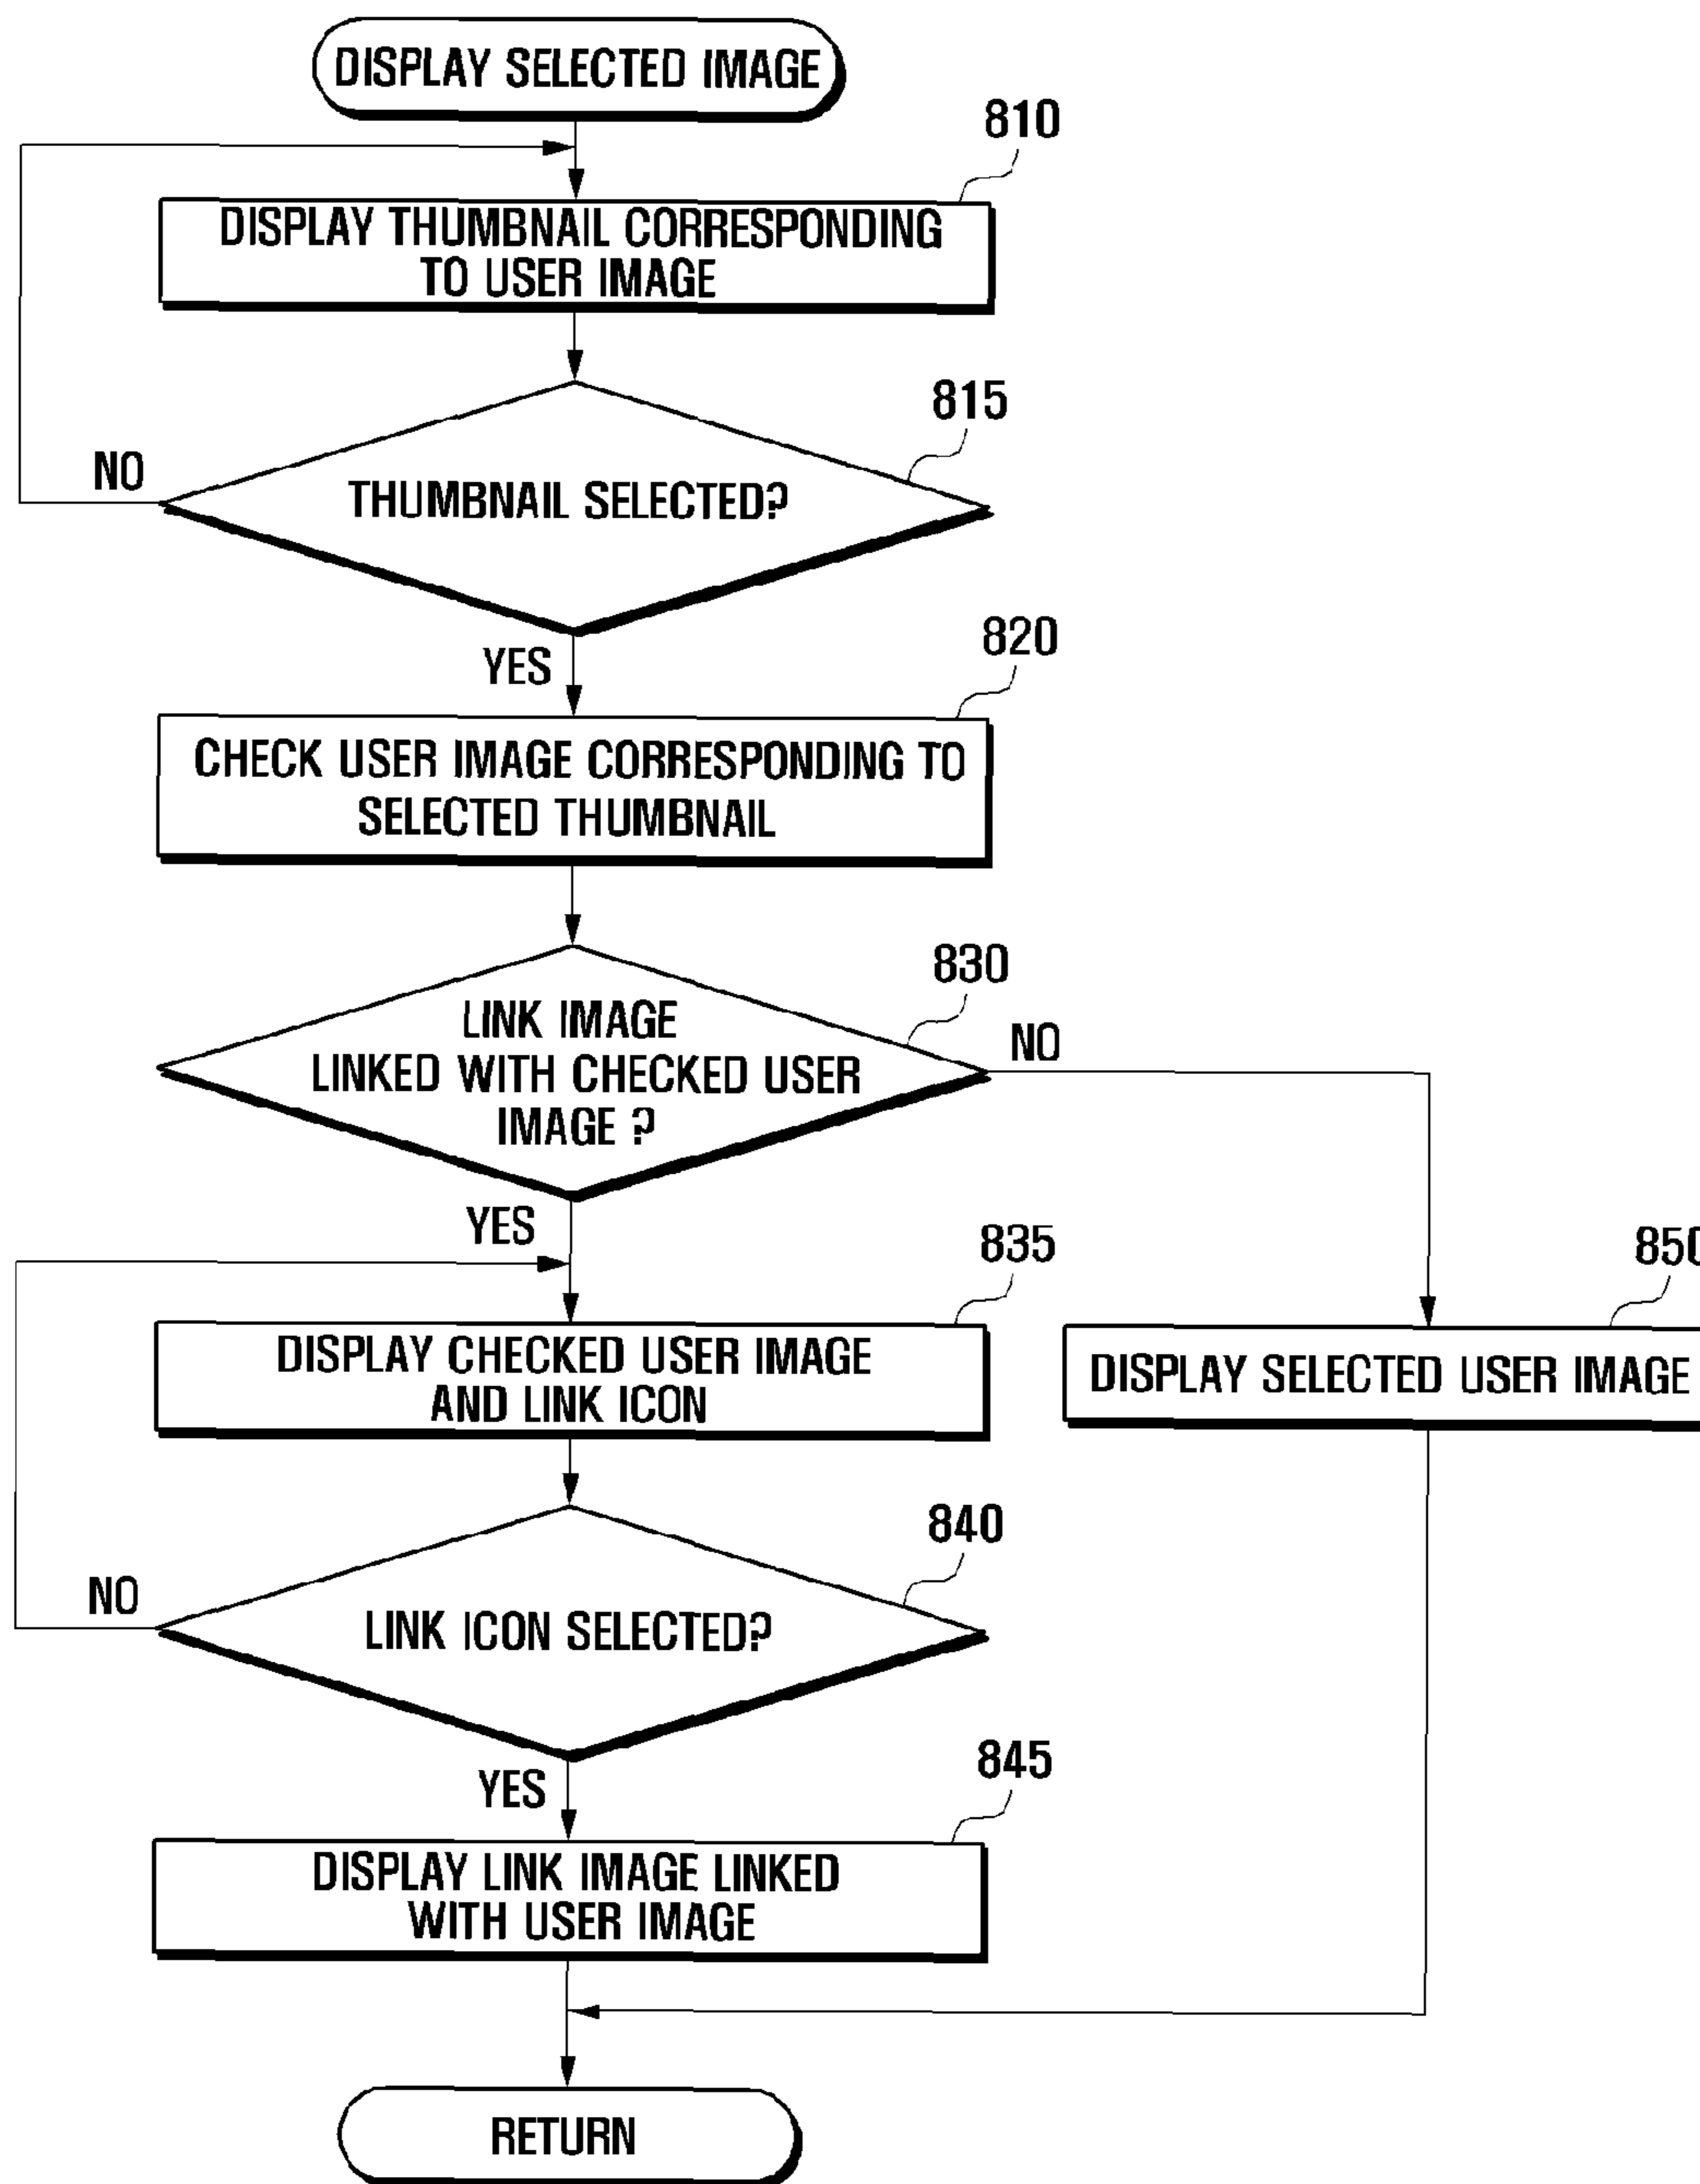 DISPLAY SELECTED IMAGE
810
DISPLAY THUMBNAIL CORRESPONDING
TO USER IMAGE
815
NO
THUMBNAIL SELECTED?
YES
820
CHECK USER IMAGE CORRESPONDING TO
SELECTED THUMBNAIL
830
LINK IMAGE
LINKED WITH CHECKED USER
IMAGE ?
NO
YES
835
850
DISPLAY CHECKED USER IMAGE
AND LINK ICON
DISPLAY SELECTED USER IMAGE
840
NO
LINK ICON SELECTED?
YES
845
DISPLAY LINK IMAGE LINKED
WITH USER IMAGE
RETURN